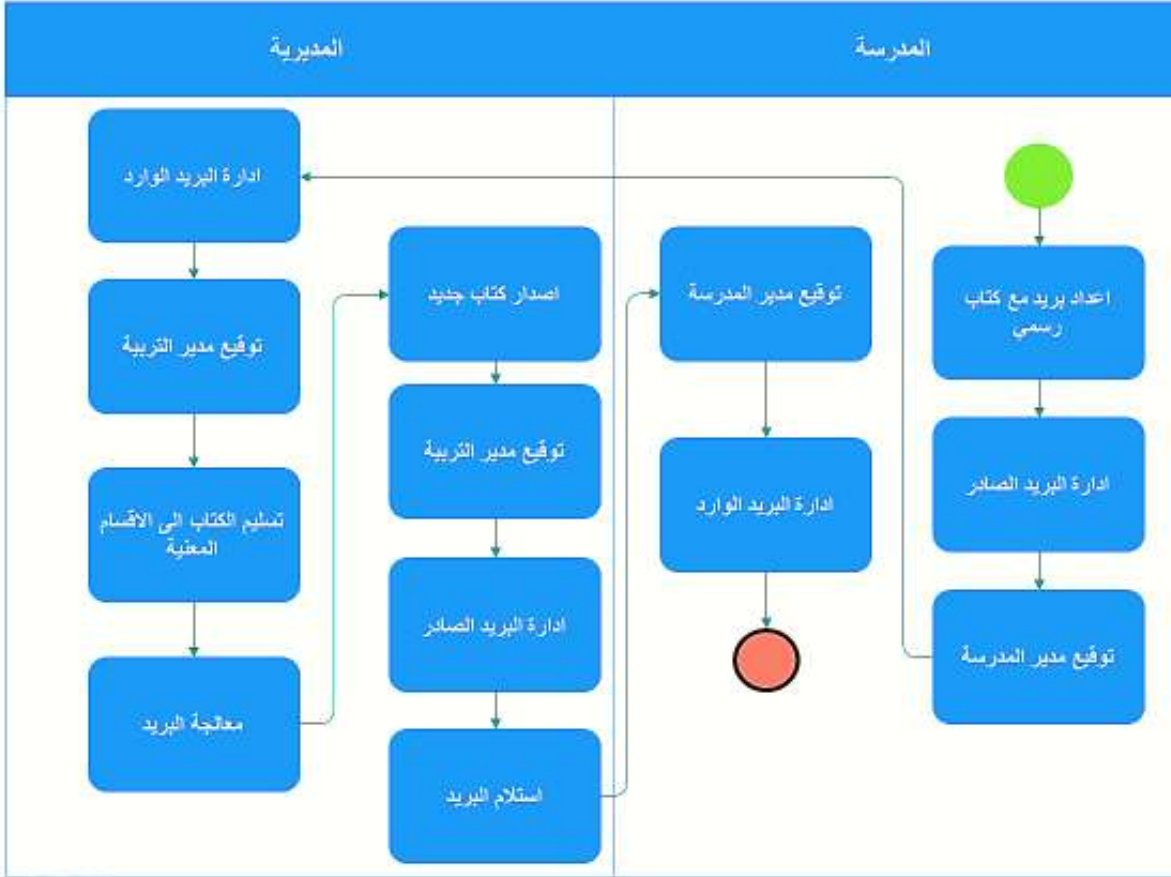 المدرسة
المديرية
اعداد بريد مع كتاب
رسمي
ادارة البريد الصادر
توقيع مدير المدرسة
ادارة البريد الوارد
توقيع مدير التربية
تسليم الكتاب الى الاقسام
المعنية
معالجة البريد
اصدار كتاب جديد
توقيع مدير التربية
ادارة البريد الصادر
استلام البريد
توقيع مدير المدرسة
ادارة البريد الوارد